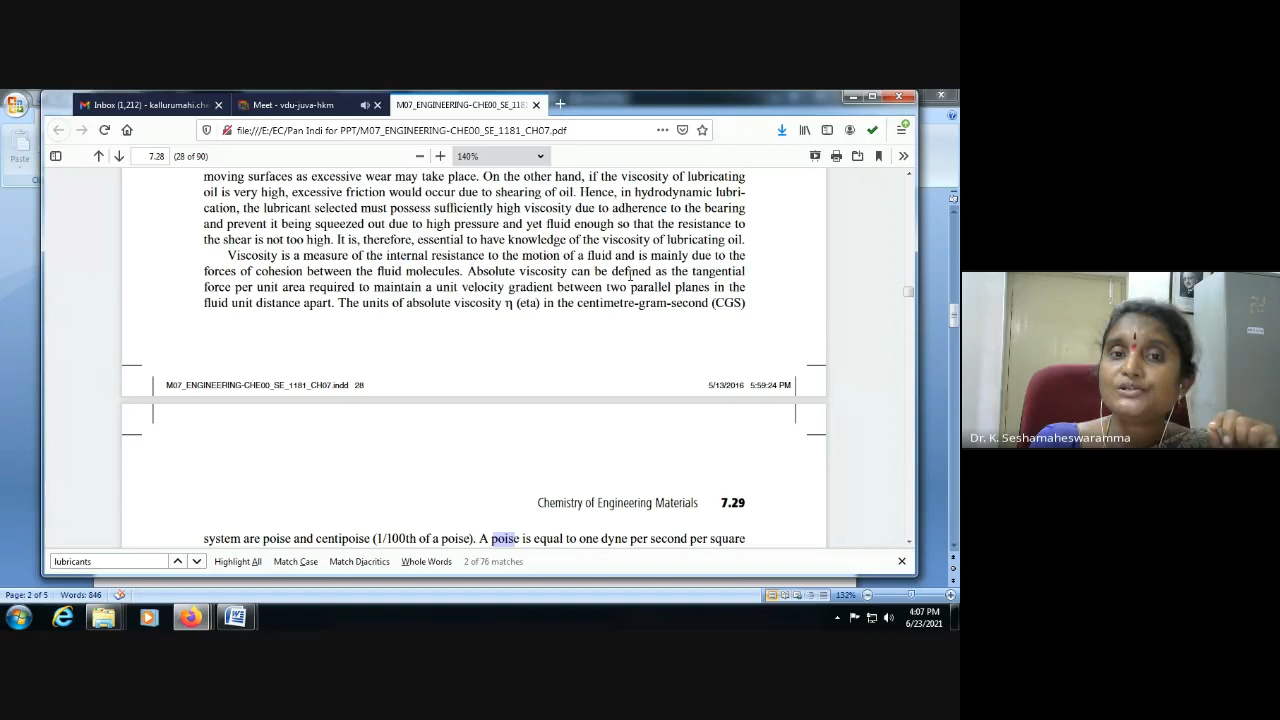 Inbox (1,212) - kallurumahi.che
Meet - vdu-juva-hkm
M07_ENGINEERING-CHE00_SE_118
file:///E:/EC/Pan Indi for PPT/M07_ENGINEERING-CHE00_SE_1181_CH07.pdf
Paste
7.28 (28 of 90)
140%
moving surfaces as excessive wear may take place. On the other hand, if the viscosity of lubricating
oil is very high, excessive friction would occur due to shearing of oil. Hence, in hydrodynamic lubri-
cation, the lubricant selected must possess sufficiently high viscosity due to adherence to the bearing
and prevent it being squeezed out due to high pressure and yet fluid enough so that the resistance to
the shear is not too high. It is, therefore, essential to have knowledge of the viscosity of lubricating oil.
Viscosity is a measure of the internal resistance to the motion of a fluid and is mainly due to the
forces of cohesion between the fluid molecules. Absolute viscosity can be defined as the tangential
force per unit area required to maintain a unit velocity gradient between two parallel planes in the
fluid unit distance apart. The units of absolute viscosity η (eta) in the centimetre-gram-second (CGS)
M07_ENGINEERING-CHE00_SE_1181_CH07.indd 28
5/13/2016 5:59:24 PM
Chemistry of Engineering Materials 7.29
system are poise and centipoise (1/100th of a poise). A poise is equal to one dyne per second per square
lubricants
Highlight All
Match Case
Match Diacritics
Whole Words
2 of 76 matches
Page: 2 of 5
Words: 846
132%
4:07 PM
6/23/2021
Dr. K. Seshamaheswaramma